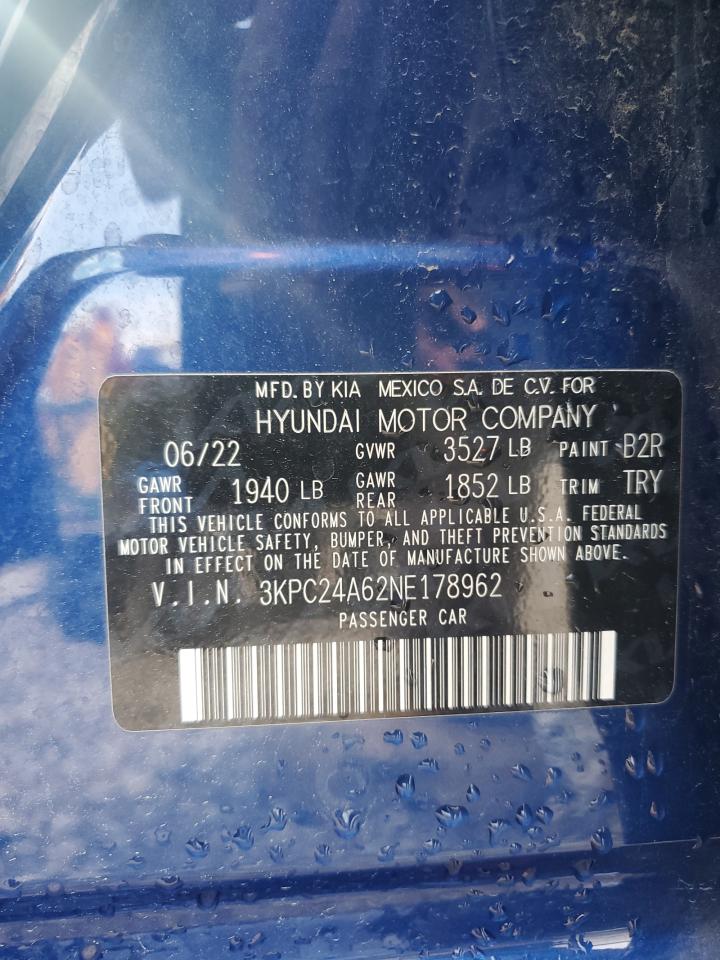 MFD. BY KIA MEXICO S.A. DE C.V. FOR
HYUNDAI MOTOR COMPANY
06/22 GVWR 3527 LB PAINT B2R
GAWR FRONT 1940 LB GAWR REAR 1852 LB TRIM TRY
THIS VEHICLE CONFORMS TO ALL APPLICABLE U.S.A. FEDERAL
MOTOR VEHICLE SAFETY, BUMPER, AND THEFT PREVENTION STANDARDS
IN EFFECT ON THE DATE OF MANUFACTURE SHOWN ABOVE.
V.I.N. 3KPC24A62NE178962
PASSENGER CAR